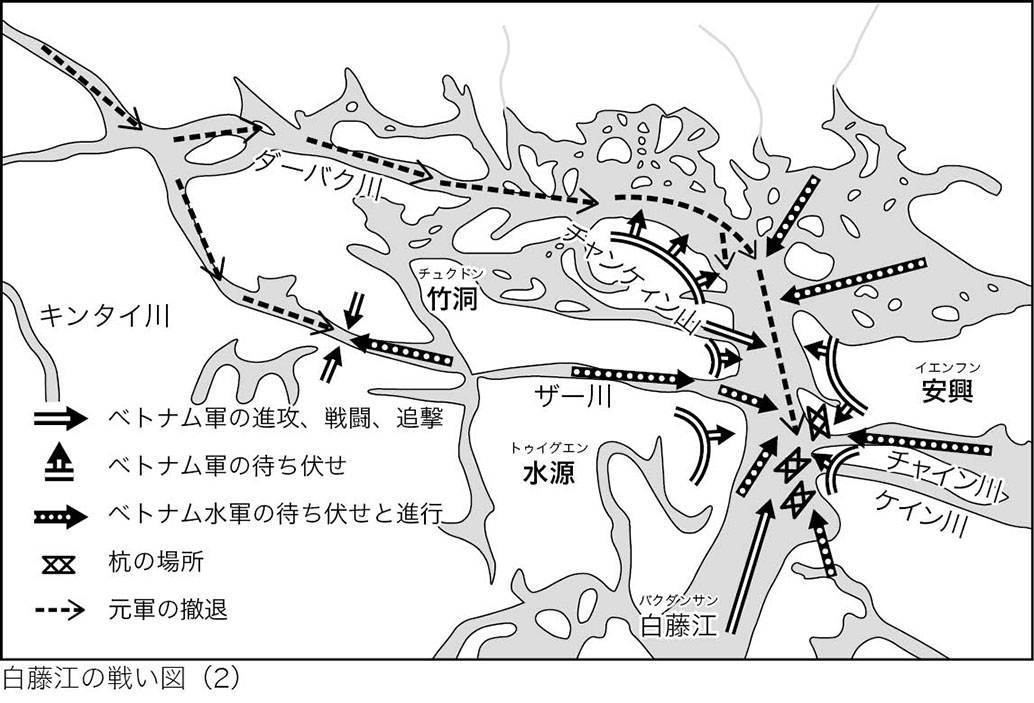 ダーバク川
チャンケイン山
チュクドン
竹洞
キンタイ川
イエンフン
安興
ザー川
トゥイグエン
水源
チャイン川
ケイン川
バクダンサン
白藤江
ベトナム軍の進攻、戦闘、追撃
ベトナム軍の待ち伏せ
ベトナム水軍の待ち伏せと進行
杭の場所
元軍の撤退
白藤江の戦い図（2）